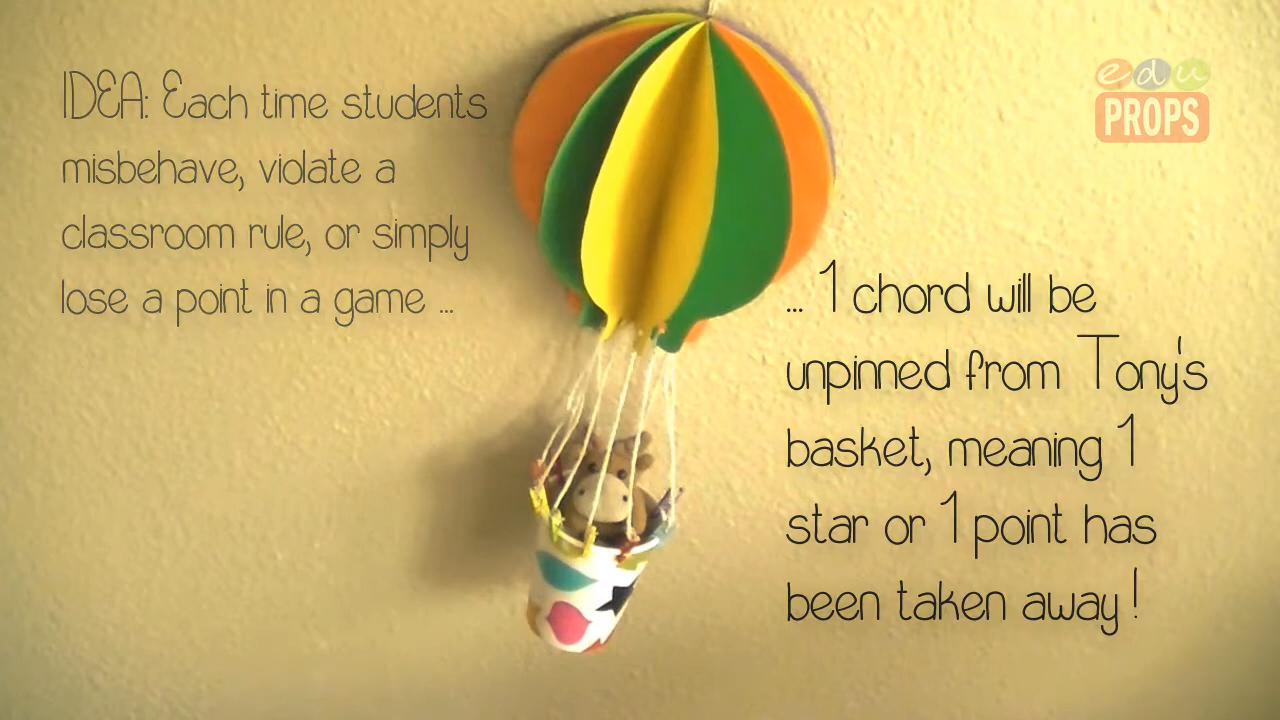 IDEA: Each time students
misbehave, violate a
classroom rule, or simply
lose a point in a game ...
edu
PROPS
... 1 chord will be
unpinned from Tony's
basket, meaning 1
star or 1 point has
been taken away!